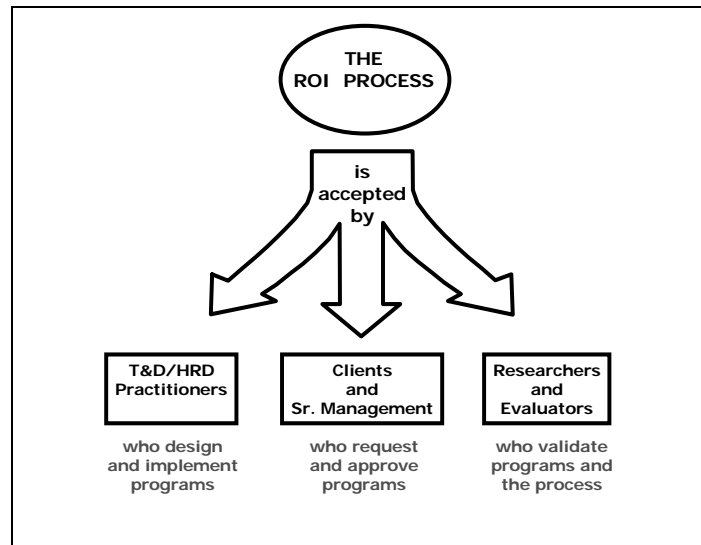 THE
ROI PROCESS
is
accepted
by
T&D/HRD
Practitioners
Clients
and
Sr. Management
Researchers
and
Evaluators
who design
and implement
programs
who request
and approve
programs
who validate
programs and
the process